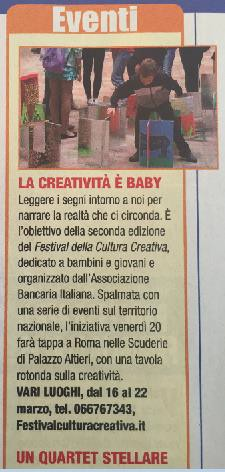 Eventi
LA CREATIVITÀ È BABY
Leggere i segni intorno a noi per
narrare la realtà che ci circonda. È
l'obiettivo della seconda edizione
del Festival della Cultura Creativa,
dedicato a bambini e giovani e
organizzato dall'Associazione
Bancaria Italiana. Spalmata con
una serie di eventi sul territorio
nazionale, l'iniziativa venerdì 20
farà tappa a Roma nelle Scuderie
di Palazzo Altieri, con una tavola
rotonda sulla creatività.
VARI LUOGHI, dal 16 al 22
marzo, tel. 066767343,
Festivalculturacreativa.it
UN QUARTET STELLARE